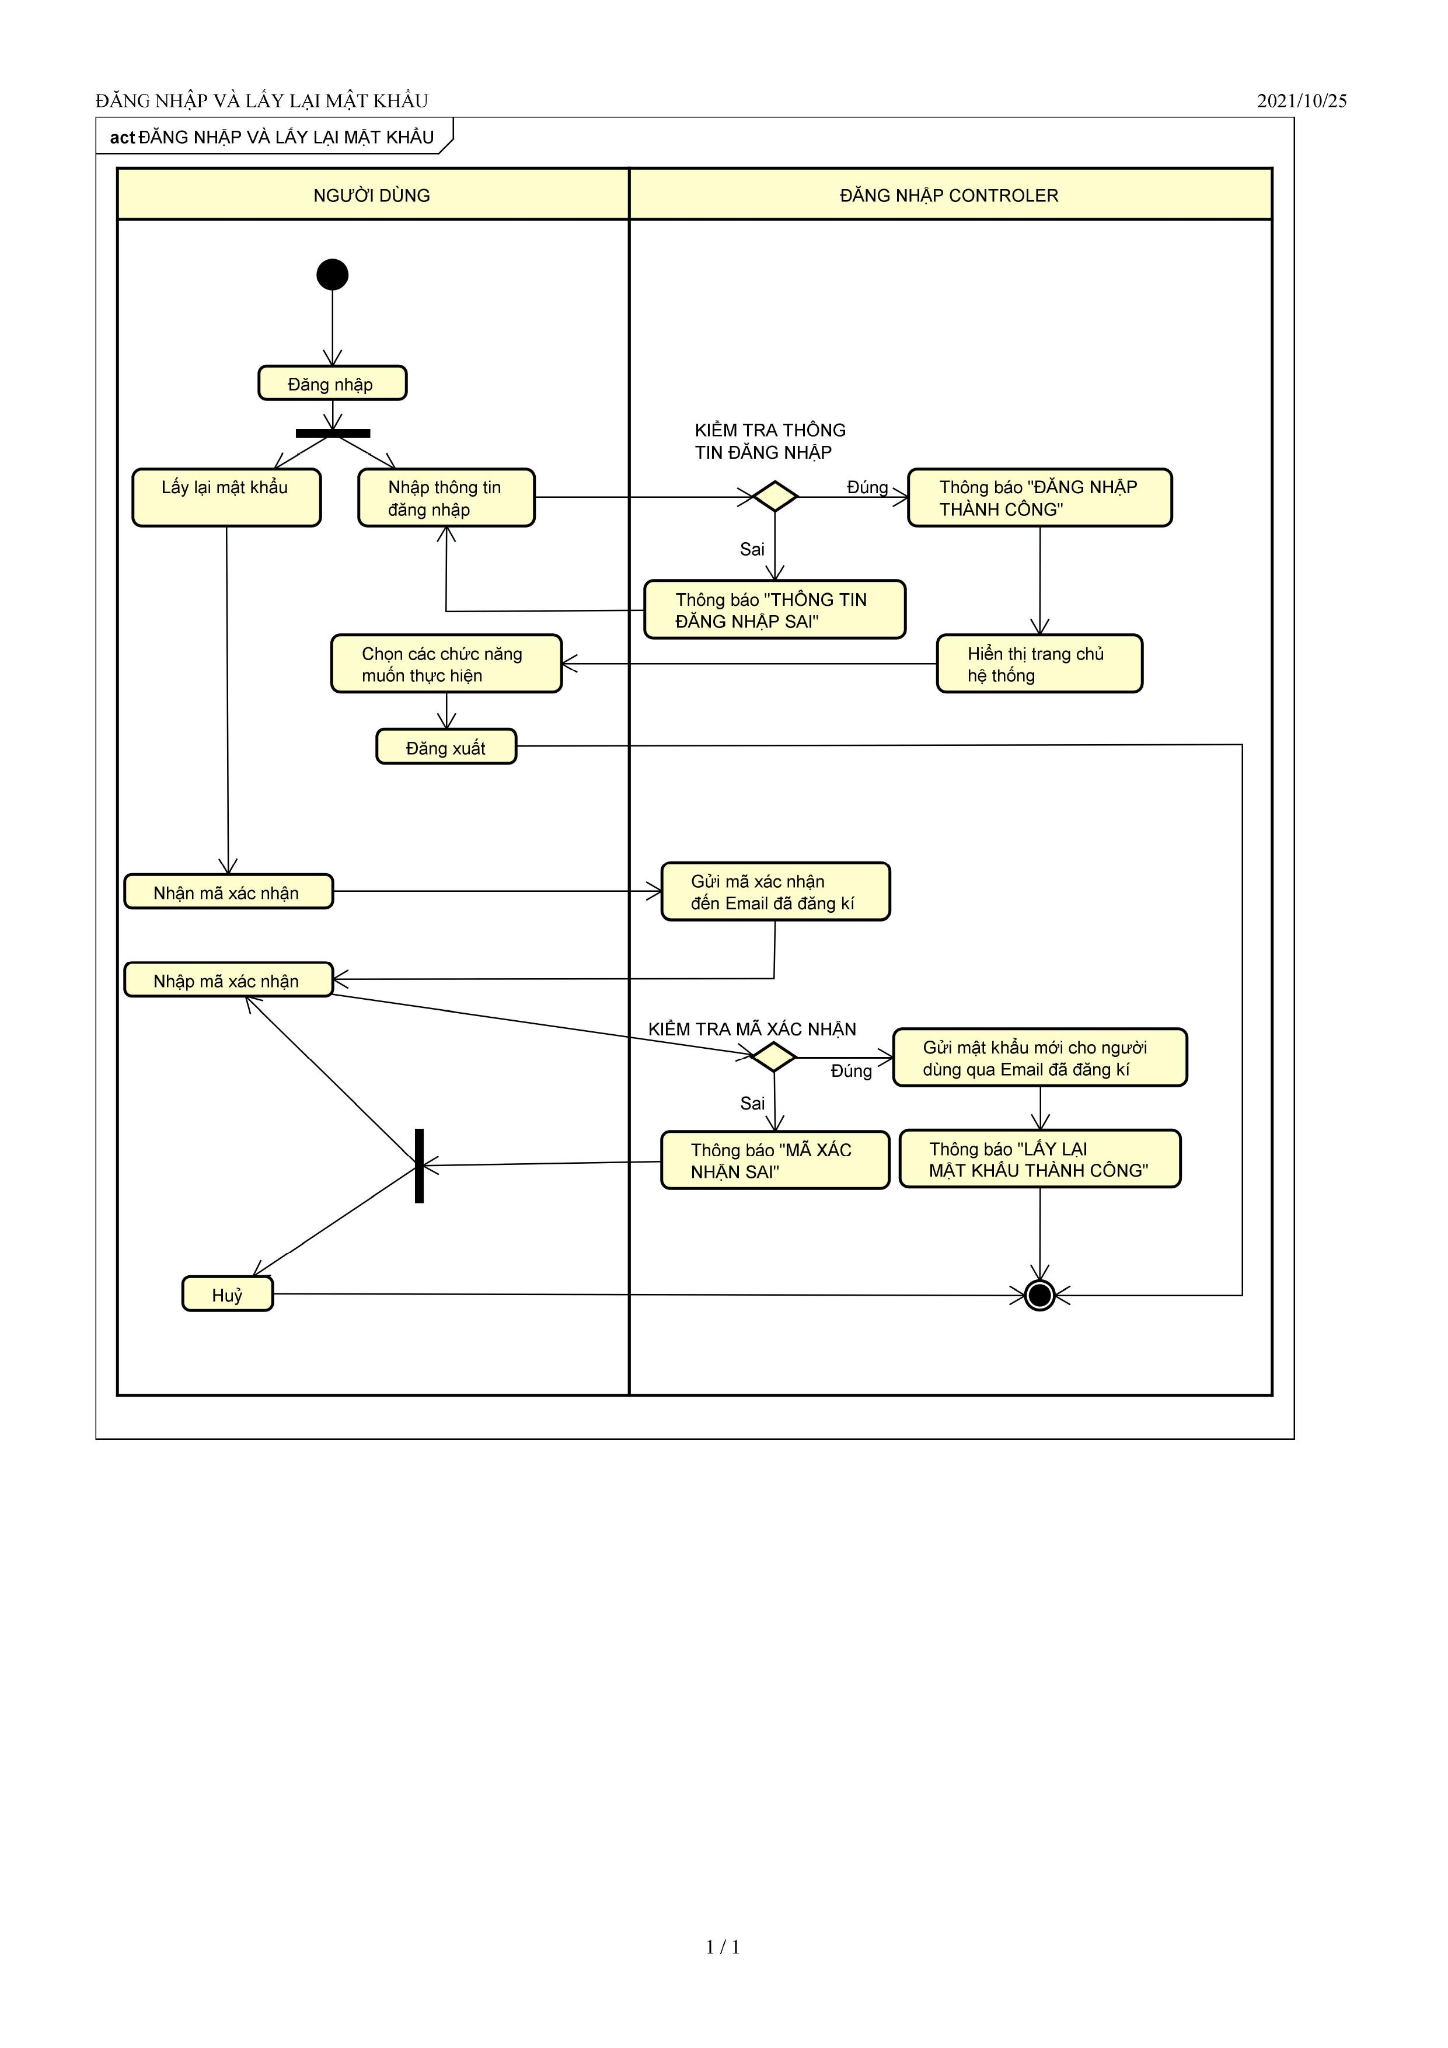 ĐĂNG NHẬP VÀ LẤY LẠI MẬT KHẨU
2021/10/25
act ĐĂNG NHẬP VÀ LẤY LẠI MẬT KHẨU
NGƯỜI DÙNG
ĐĂNG NHẬP CONTROLER
Đăng nhập
KIỂM TRA THÔNG
TIN ĐĂNG NHẬP
Lấy lại mật khẩu
Nhập thông tin
đăng nhập
Đúng
Thông báo "ĐĂNG NHẬP
THÀNH CÔNG"
Sai
Thông báo "THÔNG TIN
ĐĂNG NHẬP SAI"
Chọn các chức năng
muốn thực hiện
Hiển thị trang chủ
hệ thống
Đăng xuất
Nhận mã xác nhận
Gửi mã xác nhận
đến Email đã đăng kí
Nhập mã xác nhận
KIỂM TRA MÃ XÁC NHẬN
Đúng
Gửi mật khẩu mới cho người
dùng qua Email đã đăng kí
Sai
Thông báo "MÃ XÁC
NHẬN SAI"
Thông báo "LẤY LẠI
MẬT KHẨU THÀNH CÔNG"
Huỷ
1 / 1